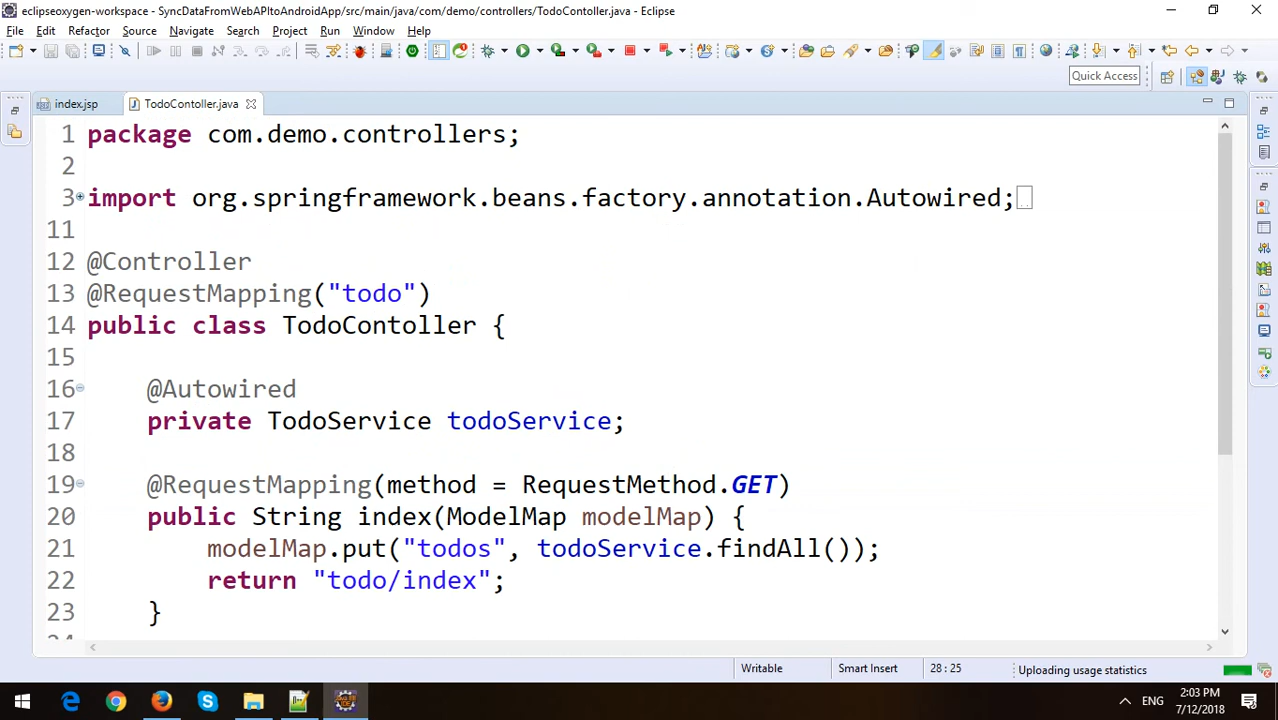 eclipseoxygen-workspace - SyncDataFromWebAPItoAndroidApp/src/main/java/com/demo/controllers/TodoContoller.java - Eclipse
File Edit Refactor Source Navigate Search Project Run Window Help
Quick Access
index.jsp TodoContoller.java
1 package com.demo.controllers;
2
3 import org.springframework.beans.factory.annotation.Autowired;
11
12 @Controller
13 @RequestMapping("todo")
14 public class TodoContoller {
15
16 @Autowired
17 private TodoService todoService;
18
19 @RequestMapping(method = RequestMethod.GET)
20 public String index(ModelMap modelMap) {
21 modelMap.put("todos", todoService.findAll());
22 return "todo/index";
23 }
24
Writable Smart Insert 28 : 25 Uploading usage statistics
ENG 2:03 PM
7/12/2018